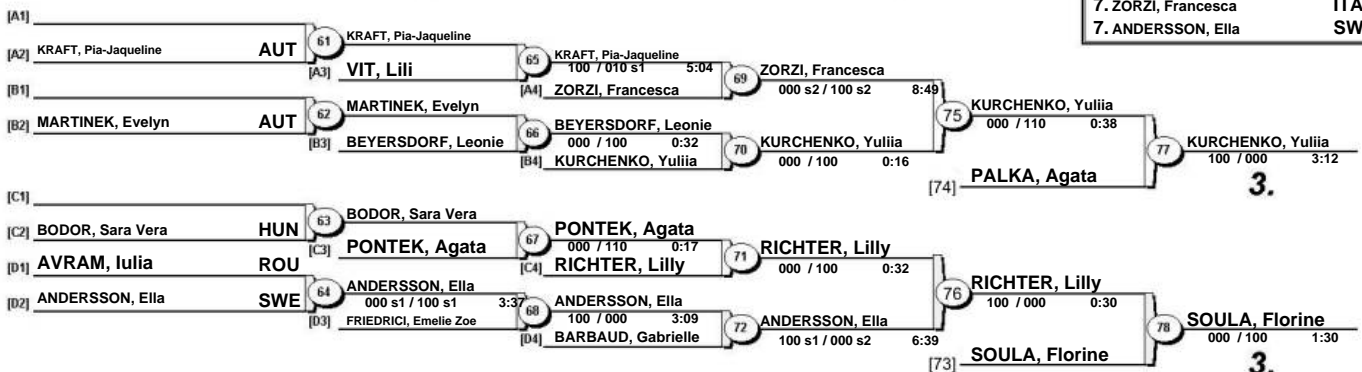 7. ZORZI, Francesca ITA
7. ANDERSSON, Ella SW
[A1]
[A2] KRAFT, Pia-Jaqueline AUT
61 KRAFT, Pia-Jaqueline
[A3] VIT, Lili
65 KRAFT, Pia-Jaqueline
100 / 010 s1 5:04
[A4] ZORZI, Francesca
69 ZORZI, Francesca
000 s2 / 100 s2 8:49
[B1]
[B2] MARTINEK, Evelyn AUT
62 MARTINEK, Evelyn
[B3] BEYERSDORF, Leonie
66 BEYERSDORF, Leonie
000 / 100 0:32
[B4] KURCHENKO, Yuliia
70 KURCHENKO, Yuliia
000 / 100 0:16
75 KURCHENKO, Yuliia
000 / 110 0:38
[74] PALKA, Agata
77 KURCHENKO, Yuliia
100 / 000 3:12
3.
[C1]
[C2] BODOR, Sara Vera HUN
63 BODOR, Sara Vera
[C3] PONTEK, Agata
67 PONTEK, Agata
000 / 110 0:17
[C4] RICHTER, Lilly
71 RICHTER, Lilly
000 / 100 0:32
[D1] AVRAM, Iulia ROU
[D2] ANDERSSON, Ella SWE
64 ANDERSSON, Ella
000 s1 / 100 s1 3:37
[D3] FRIEDRICI, Emelie Zoe
68 ANDERSSON, Ella
100 / 000 3:09
[D4] BARBAUD, Gabrielle
72 ANDERSSON, Ella
100 s1 / 000 s2 6:39
76 RICHTER, Lilly
100 / 000 0:30
[73] SOULA, Florine
78 SOULA, Florine
000 / 100 1:30
3.